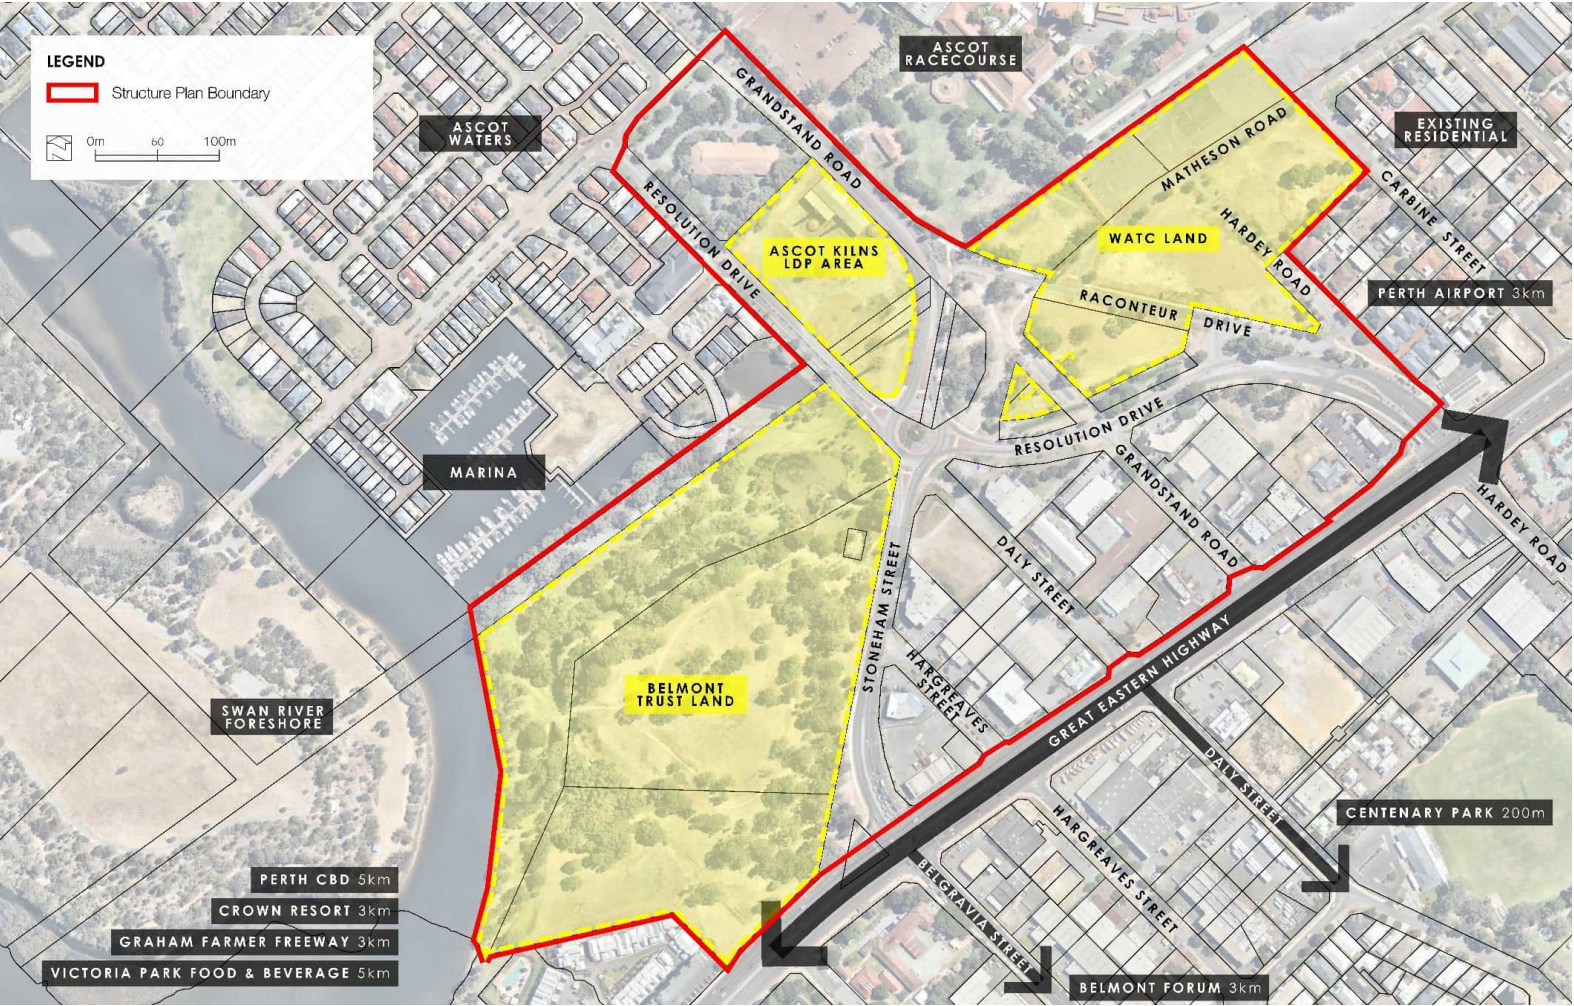 LEGEND
Structure Plan Boundary
0m 60 100m
ASCOT
WATERS
ASCOT
RACECOURSE
EXISTING
RESIDENTIAL
GRANDSTAND ROAD
MATHESON ROAD
CARBINE STREET
RESOLUTION DRIVE
ASCOT KILNS
LDP AREA
WATC LAND
HARDEY ROAD
PERTH AIRPORT 3km
RACONTEUR DRIVE
RESOLUTION DRIVE
MARINA
GRANDSTAND ROAD
HARDEY ROAD
DALY STREET
STONEHAM STREET
HARGREAVES
STREET
BELMONT
TRUST LAND
SWAN RIVER
FORESHORE
GREAT EASTERN HIGHWAY
DALY STREET
CENTENARY PARK 200m
HARGREAVES STREET
BELGRAVIA STREET
PERTH CBD 5km
CROWN RESORT 3km
GRAHAM FARMER FREEWAY 3km
VICTORIA PARK FOOD & BEVERAGE 5km
BELMONT FORUM 3km